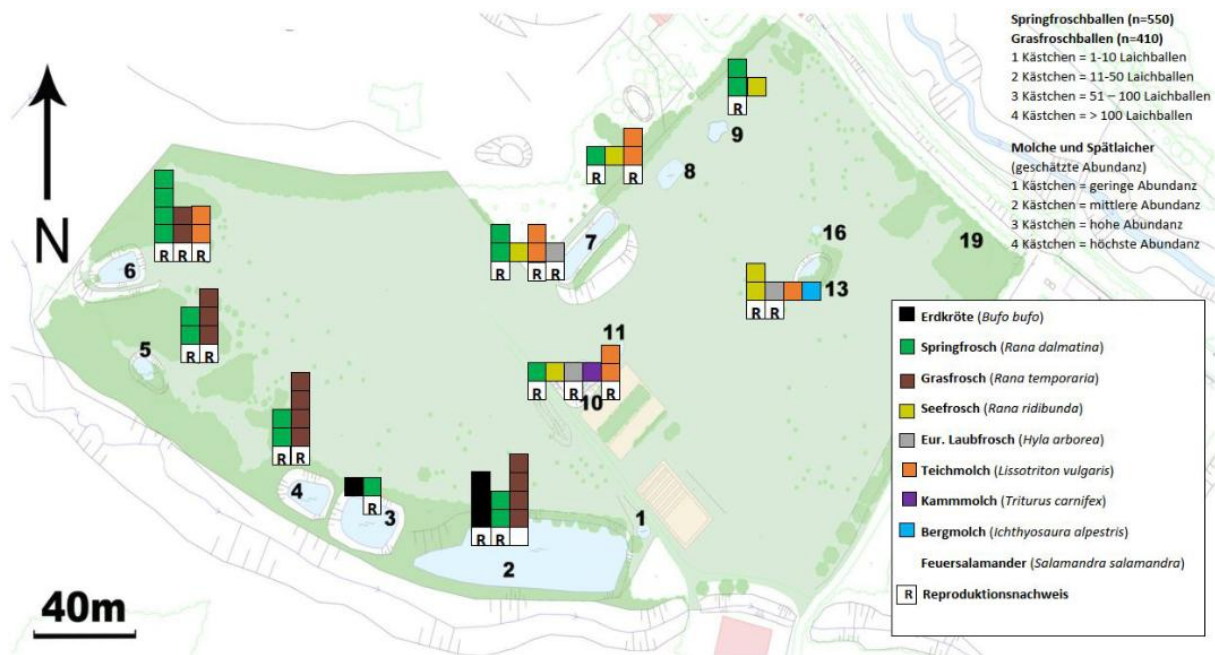 Springfroschballen (n=550)
Grasfroschballen (n=410)
1 Kästchen = 1-10 Laichballen
2 Kästchen = 11-50 Laichballen
3 Kästchen = 51 – 100 Laichballen
4 Kästchen = > 100 Laichballen
Molche und Spätlaicher
(geschätzte Abundanz)
1 Kästchen = geringe Abundanz
2 Kästchen = mittlere Abundanz
3 Kästchen = hohe Abundanz
4 Kästchen = höchste Abundanz
N
R
9
R R
8
R R R
6
R R R
7
16
19
13
R R
R R
5
11
R R R
10
R R
4
R
3
R R
1
2
40m
Erdkröte (Bufo bufo)
Springfrosch (Rana dalmatina)
Grasfrosch (Rana temporaria)
Seefrosch (Rana ridibunda)
Eur. Laubfrosch (Hyla arborea)
Teichmolch (Lissotriton vulgaris)
Kammmolch (Triturus carnifex)
Bergmolch (Ichthyosaura alpestris)
Feuersalamander (Salamandra salamandra)
R Reproduktionsnachweis